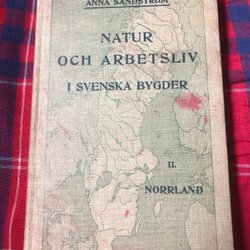 ANNA SANDSTRÖM
NATUR
OCH ARBETSLIV
I SVENSKA BYGDER
II.
NORRLAND